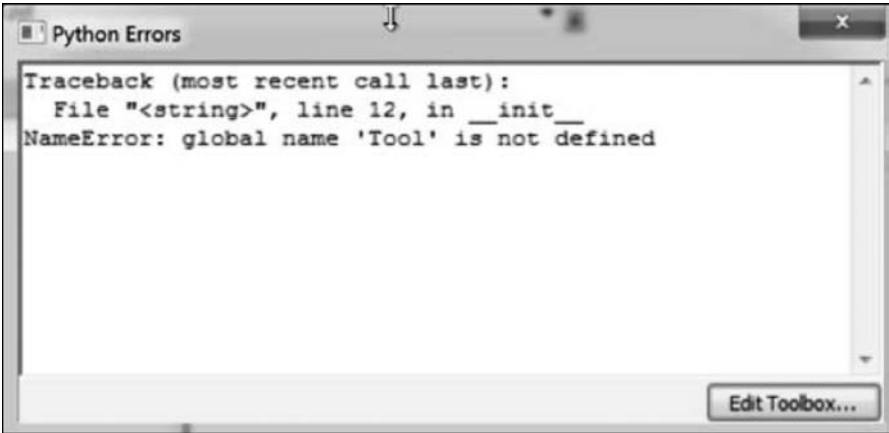 Python Errors
x
Traceback (most recent call last):
  File "<string>", line 12, in __init__
NameError: global name 'Tool' is not defined
Edit Toolbox...